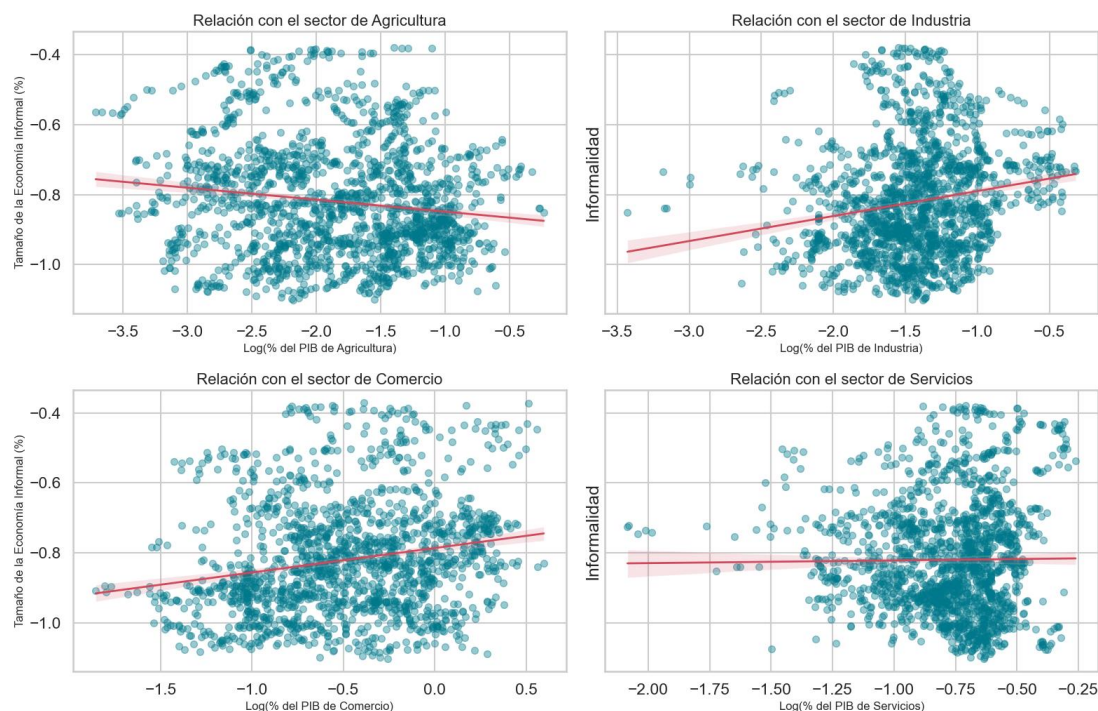 Relación con el sector de Agricultura
Tamaño de la Economía Informal (%)
−0.4
−0.6
−0.8
−1.0
−3.5 −3.0 −2.5 −2.0 −1.5 −1.0 −0.5
Log(% del PIB de Agricultura)
Relación con el sector de Industria
Informalidad
−3.5 −3.0 −2.5 −2.0 −1.5 −1.0 −0.5
Log(% del PIB de Industria)
Relación con el sector de Comercio
Tamaño de la Economía Informal (%)
−0.4
−0.6
−0.8
−1.0
−1.5 −1.0 −0.5 0.0 0.5
Log(% del PIB de Comercio)
Relación con el sector de Servicios
Informalidad
−2.00 −1.75 −1.50 −1.25 −1.00 −0.75 −0.50 −0.25
Log(% del PIB de Servicios)